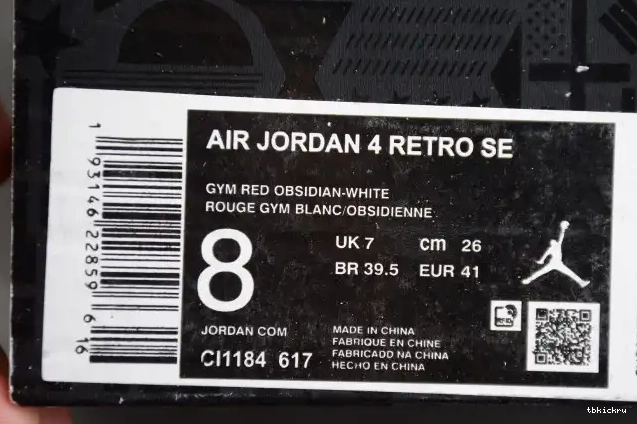 AIR JORDAN 4 RETRO SE
GYM RED OBSIDIAN-WHITE
ROUGE GYM BLANC/OBSIDIENNE
8
UK 7 cm 26
BR 39.5 EUR 41
JORDAN COM
CI1184 617
MADE IN CHINA
FABRIQUE EN CHINE
FABRICADO NA CHINA
HECHO EN CHINA
1 93146 22859 6 16
tbkickru